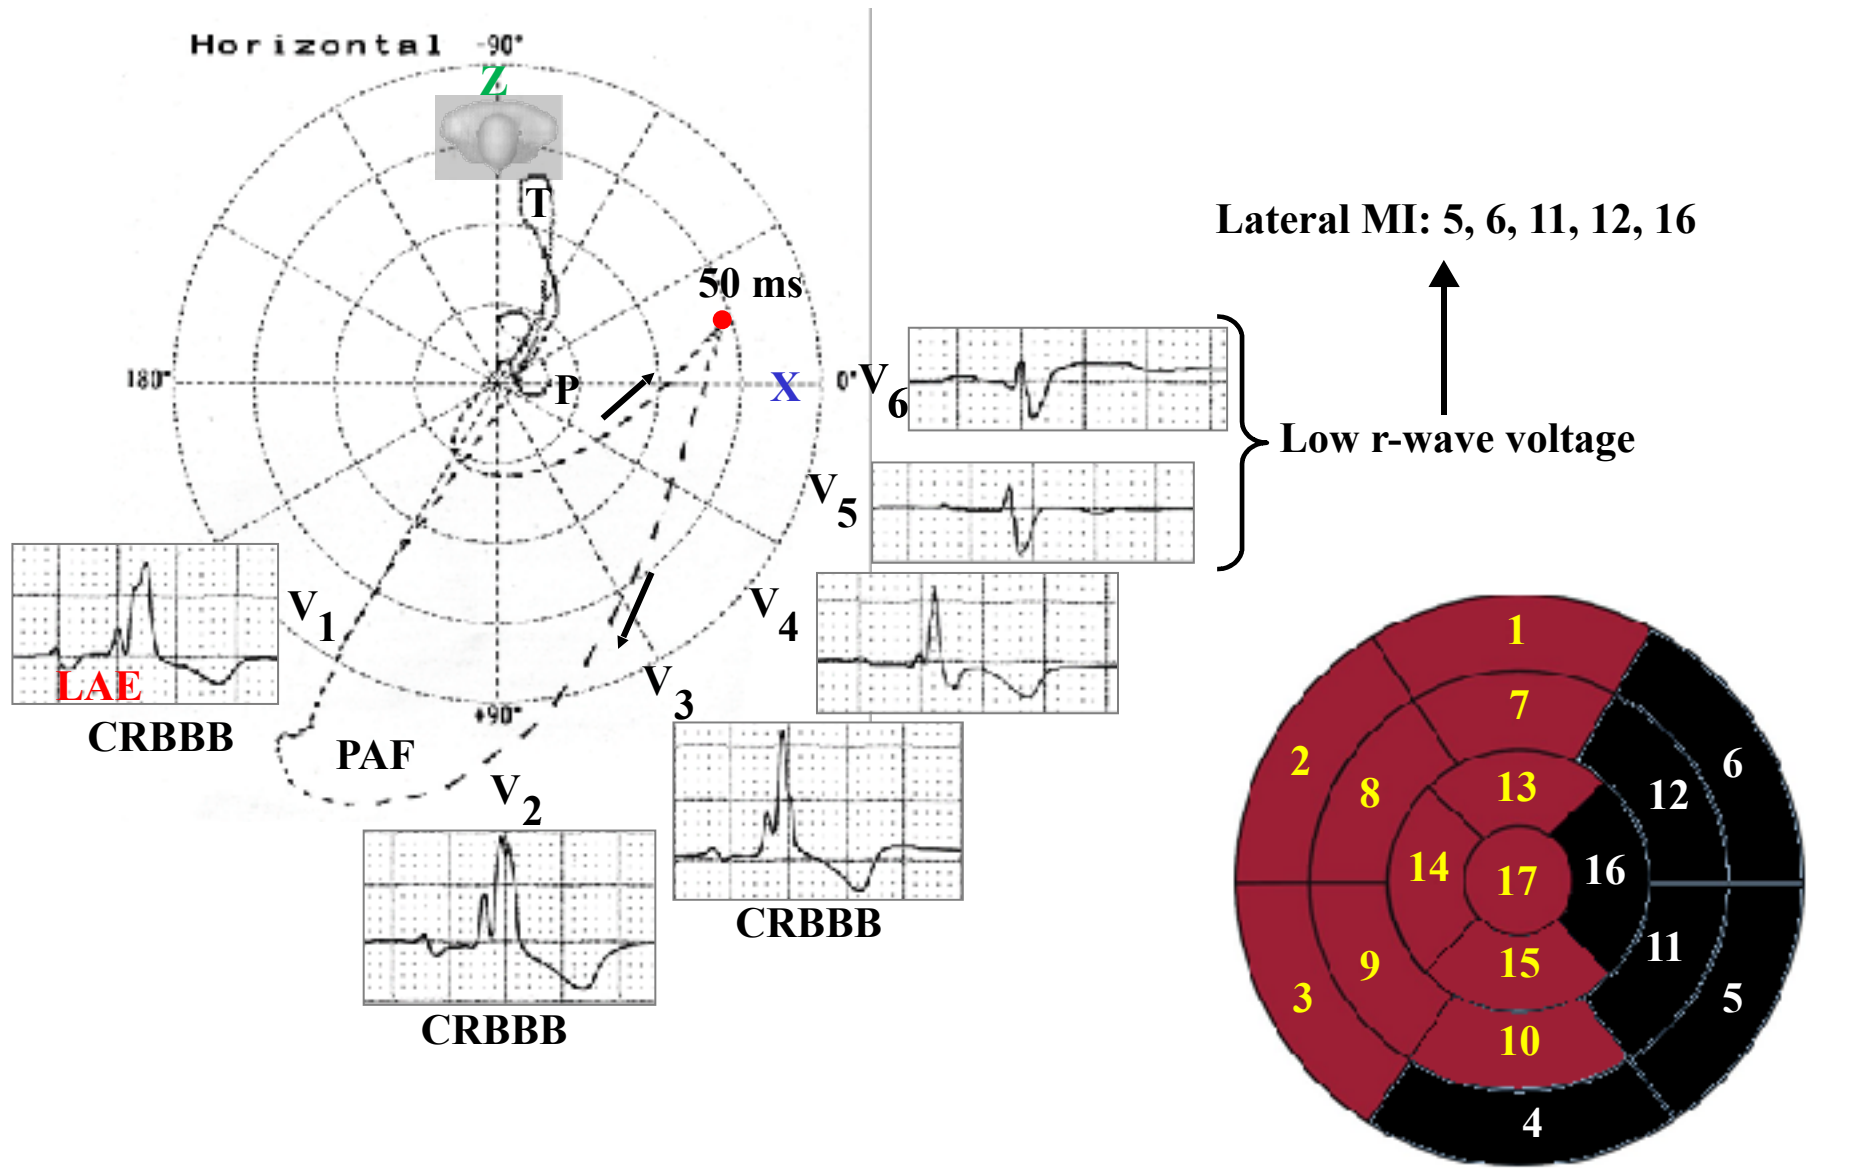 Horizontal -90°
Z
T
50 ms
180°
P
X
0°
V6
V5
V4
V3
V2
V1
+90°
PAF
LAE
CRBBB
CRBBB
CRBBB
Lateral MI: 5, 6, 11, 12, 16
Low r-wave voltage
1
7
2
6
8
13
12
14
17
16
9
15
11
3
5
10
4